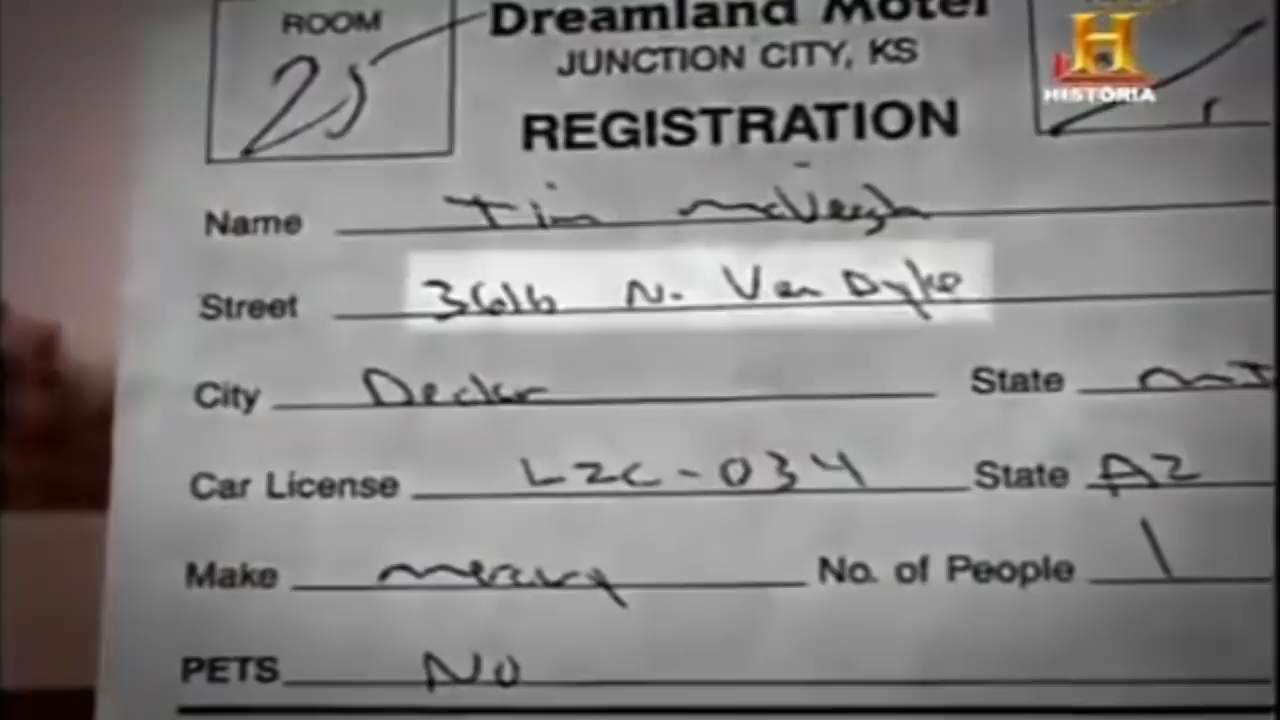 ROOM
25
Dreamland Motel
JUNCTION CITY, KS
REGISTRATION
HISTORIA
Name Tim McVeigh
Street 3616 N. Van Dyke
City Decker State MI
Car License LZC-034 State AZ
Make mercury No. of People 1
PETS NO